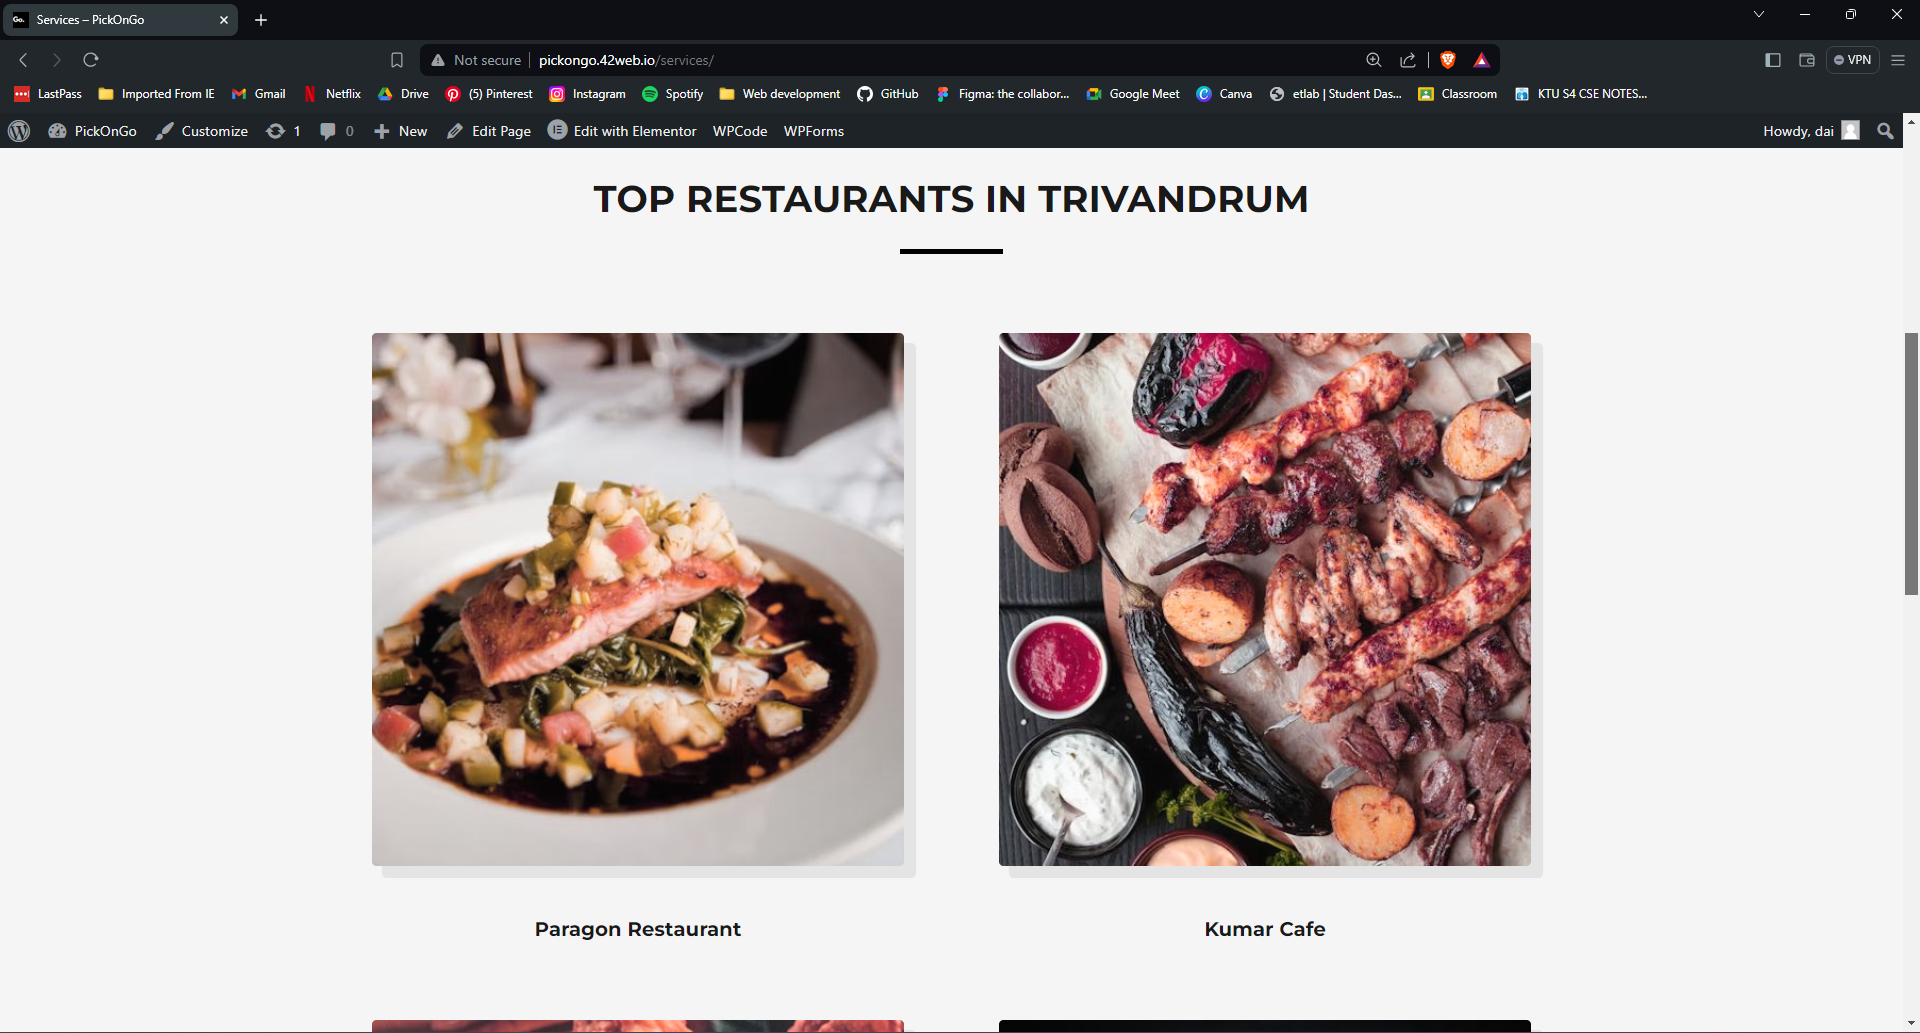 Go. Services – PickOnGo
Not secure pickongo.42web.io/services/
VPN
LastPass Imported From IE Gmail Netflix Drive (5) Pinterest Instagram Spotify Web development GitHub Figma: the collabor... Google Meet Canva etlab | Student Das... Classroom KTU S4 CSE NOTES...
PickOnGo Customize 1 0 New Edit Page Edit with Elementor WPCode WPForms Howdy, dai
TOP RESTAURANTS IN TRIVANDRUM
Paragon Restaurant
Kumar Cafe